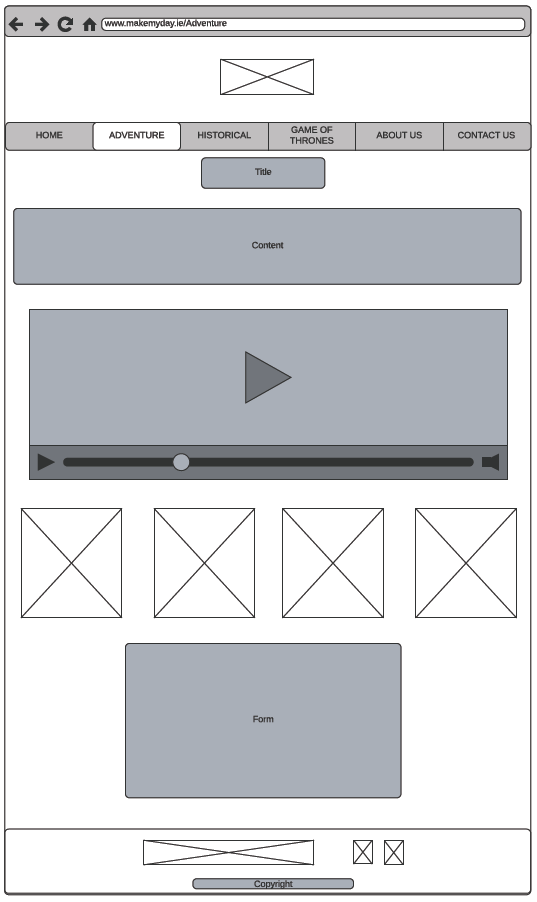 www.makemyday.ie/Adventure
HOME
ADVENTURE
HISTORICAL
GAME OF
THRONES
ABOUT US
CONTACT US
Title
Content
Form
Copyright